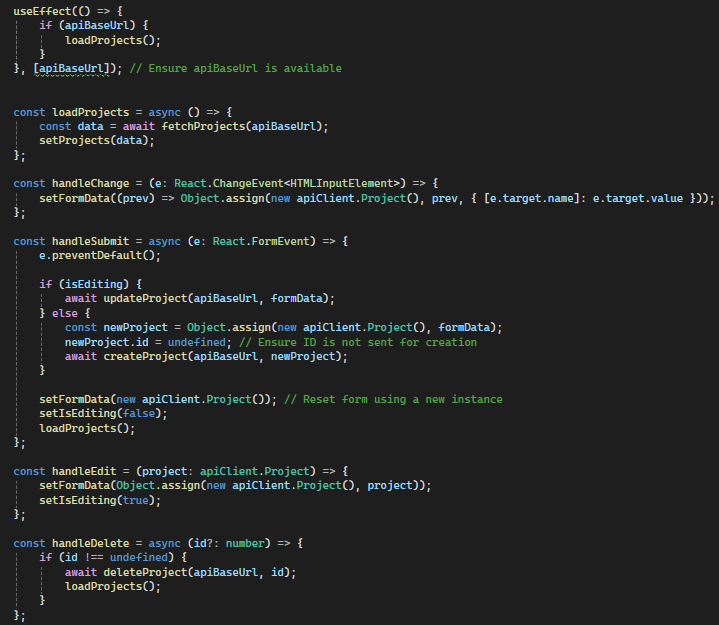 useEffect(() => {
    if (apiBaseUrl) {
        loadProjects();
    }
}, [apiBaseUrl]); // Ensure apiBaseUrl is available
const loadProjects = async () => {
    const data = await fetchProjects(apiBaseUrl);
    setProjects(data);
};
const handleChange = (e: React.ChangeEvent<HTMLInputElement>) => {
    setFormData((prev) => Object.assign(new apiClient.Project(), prev, { [e.target.name]: e.target.value }));
};
const handleSubmit = async (e: React.FormEvent) => {
    e.preventDefault();
    if (isEditing) {
        await updateProject(apiBaseUrl, formData);
    } else {
        const newProject = Object.assign(new apiClient.Project(), formData);
        newProject.id = undefined; // Ensure ID is not sent for creation
        await createProject(apiBaseUrl, newProject);
    }
    setFormData(new apiClient.Project()); // Reset form using a new instance
    setIsEditing(false);
    loadProjects();
};
const handleEdit = (project: apiClient.Project) => {
    setFormData(Object.assign(new apiClient.Project(), project));
    setIsEditing(true);
};
const handleDelete = async (id?: number) => {
    if (id !== undefined) {
        await deleteProject(apiBaseUrl, id);
        loadProjects();
    }
};